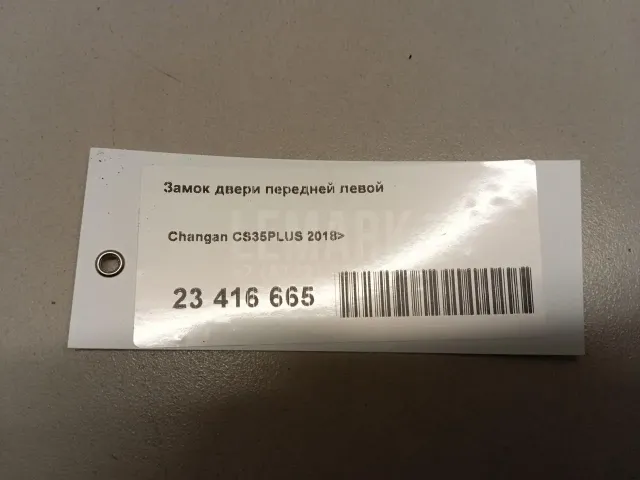 Замок двери передней левой
Changan CS35PLUS 2018>
23 416 665